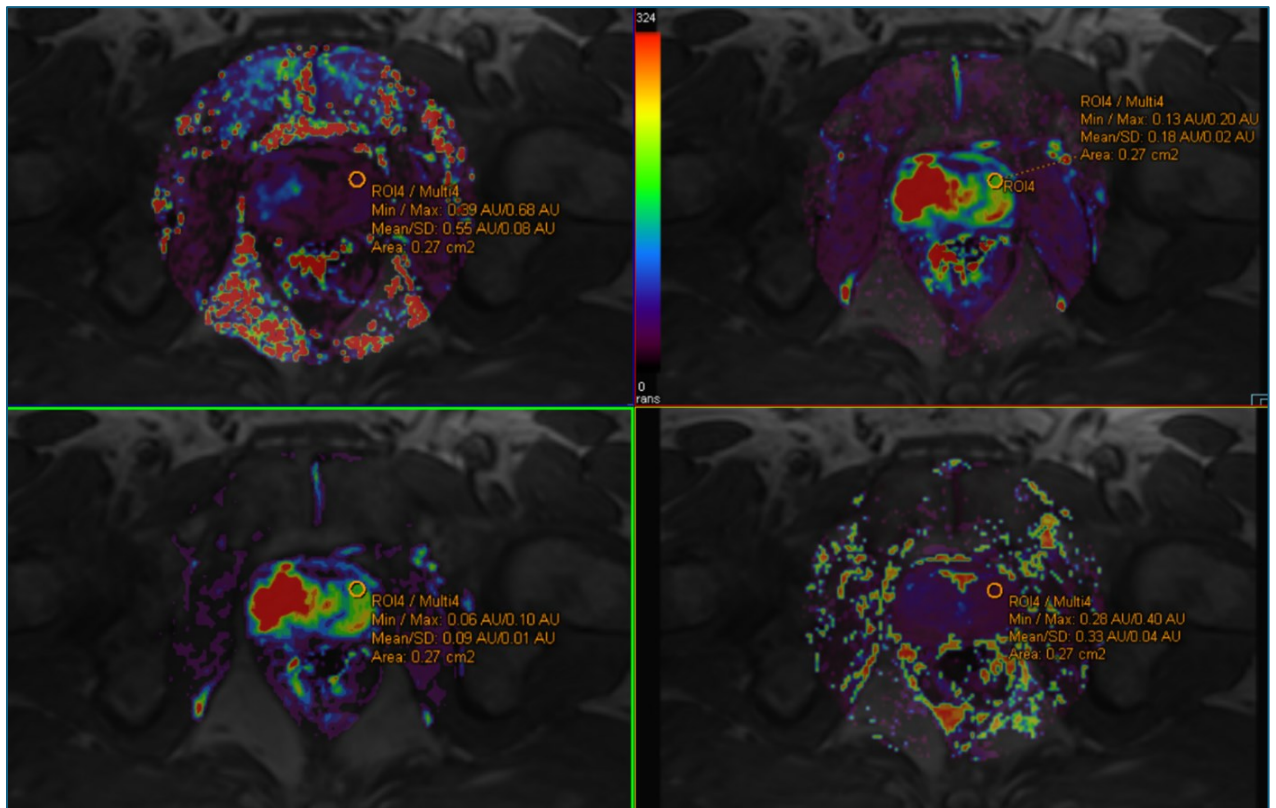 ROI4 / Multi4
Min / Max: 0.39 AU/0.68 AU
Mean/SD: 0.55 AU/0.08 AU
Area: 0.27 cm2
324
0
rans
ROI4 / Multi4
Min / Max: 0.13 AU/0.20 AU
Mean/SD: 0.18 AU/0.02 AU
Area: 0.27 cm2
ROI4
ROI4 / Multi4
Min / Max: 0.06 AU/0.10 AU
Mean/SD: 0.09 AU/0.01 AU
Area: 0.27 cm2
ROI4 / Multi4
Min / Max: 0.28 AU/0.40 AU
Mean/SD: 0.33 AU/0.04 AU
Area: 0.27 cm2